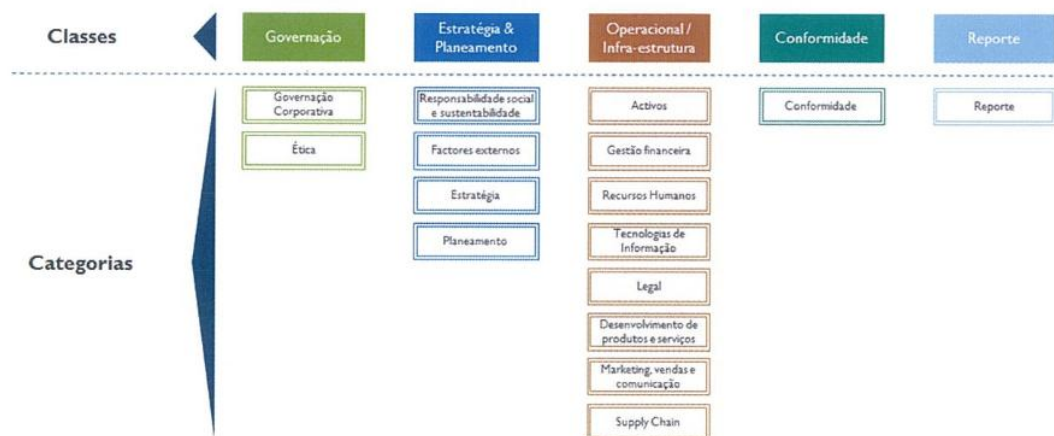 Classes
Governação
Estratégia &
Planeamento
Operacional /
Infra-estrutura
Conformidade
Reporte
Categorias
Governação
Corporativa
Ética
Responsabilidade social
e sustentabilidade
Factores externos
Estratégia
Planeamento
Activos
Gestão financeira
Recursos Humanos
Tecnologias de
Informação
Legal
Desenvolvimento de
produtos e serviços
Marketing, vendas e
comunicação
Supply Chain
Conformidade
Reporte